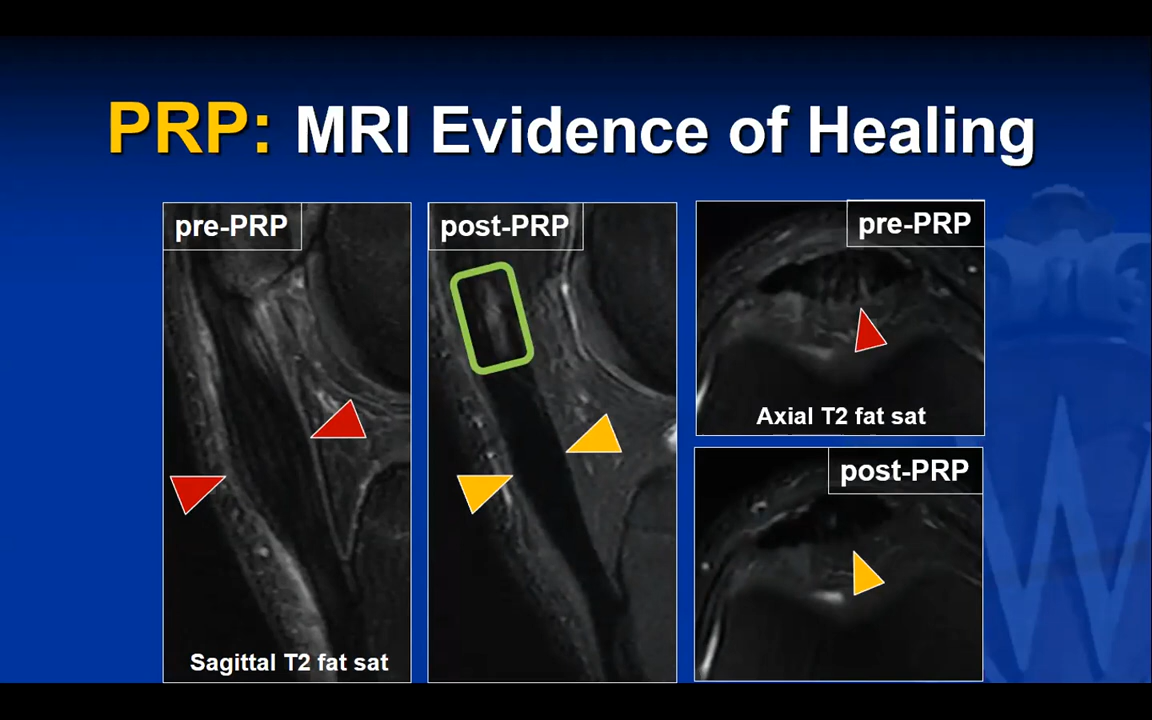 PRP: MRI Evidence of Healing
pre-PRP
Sagittal T2 fat sat
post-PRP
pre-PRP
Axial T2 fat sat
post-PRP
W